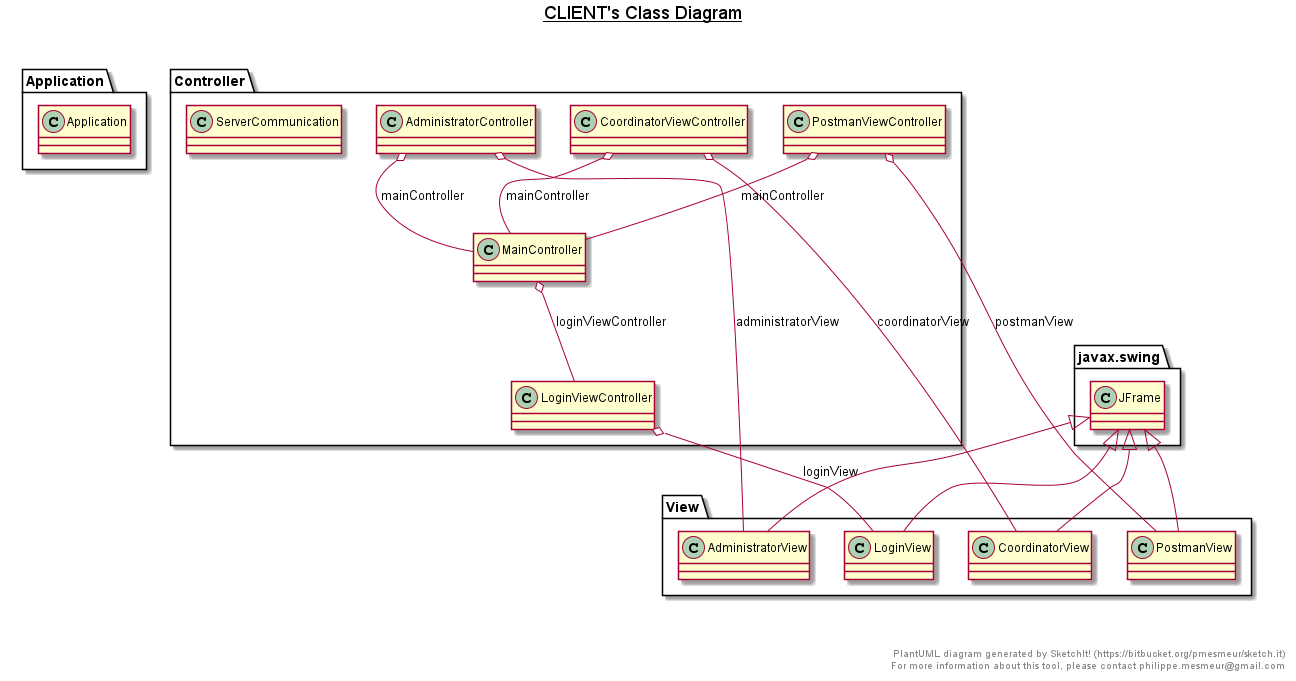 CLIENT's Class Diagram
Application
Controller
C Application
C ServerCommunication
C AdministratorController
C CoordinatorViewController
C PostmanViewController
mainController
mainController
mainController
C MainController
loginViewController
administratorView
coordinatorView
postmanView
javax.swing
C LoginViewController
C JFrame
loginView
View
C AdministratorView
C LoginView
C CoordinatorView
C PostmanView
PlantUML diagram generated by SketchIt! (https://bitbucket.org/pmesmeur/sketch.it)
For more information about this tool, please contact philippe.mesmeur@gmail.com